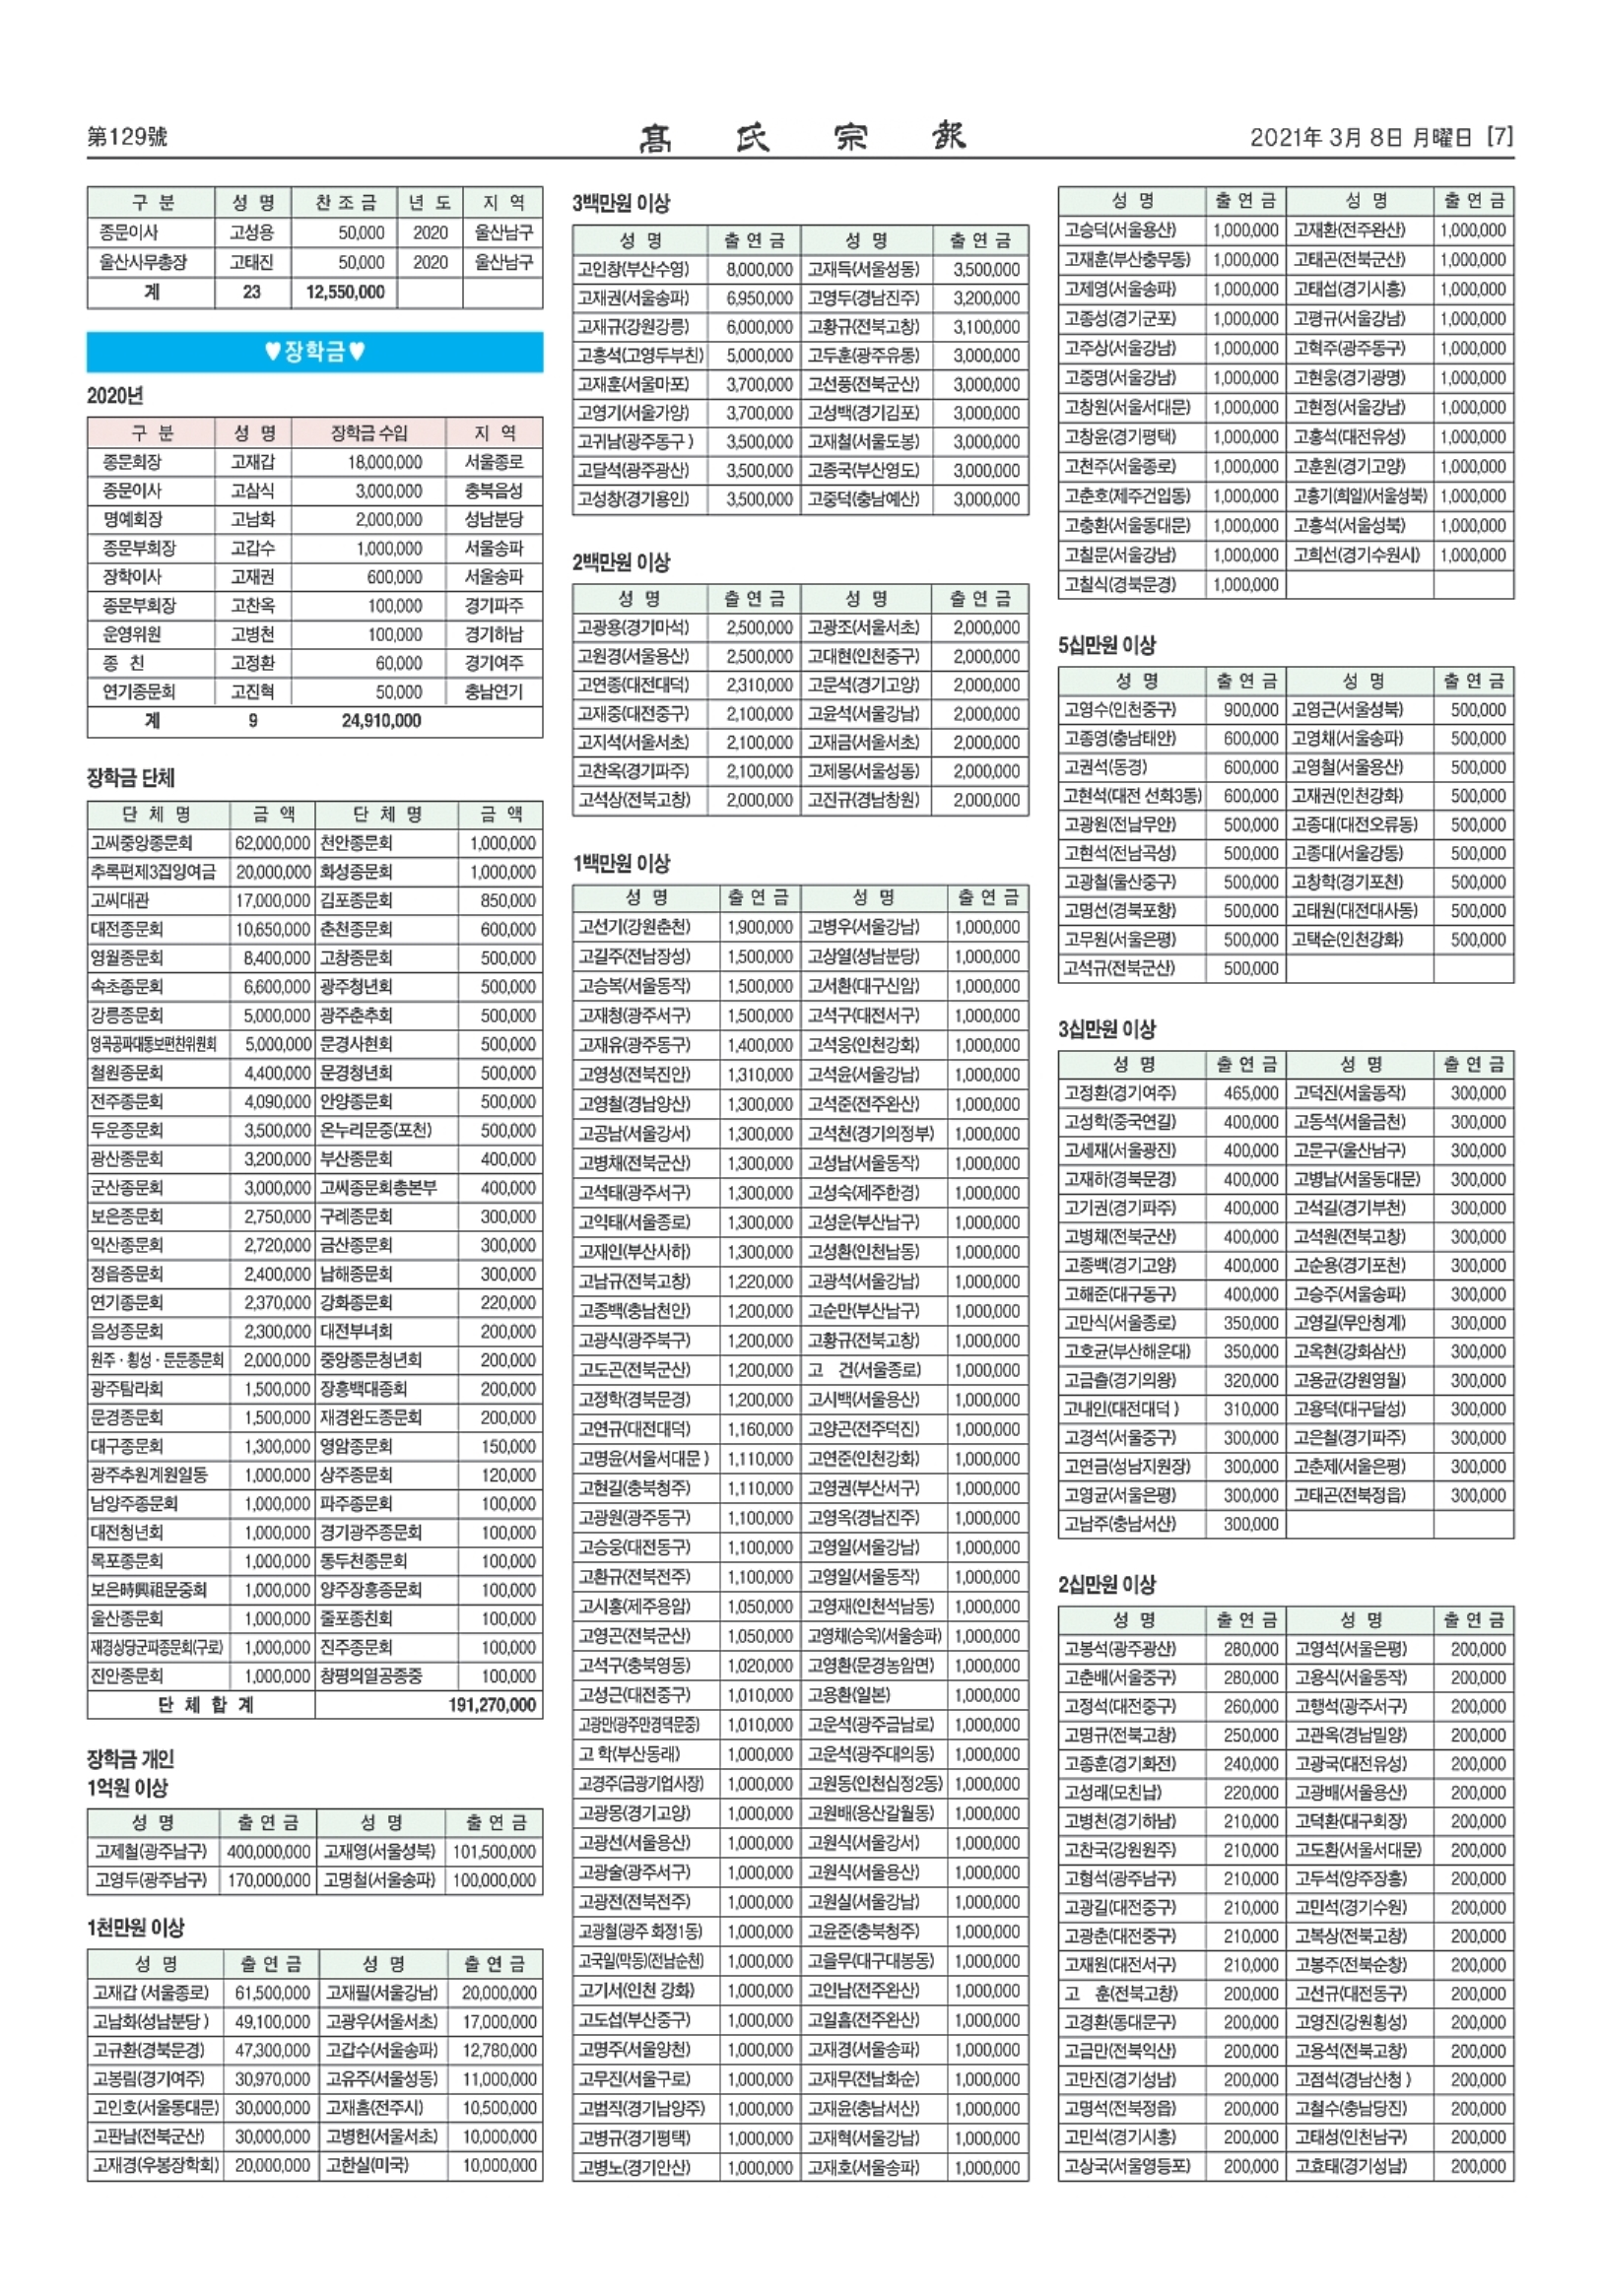 第129號
髙氏宗報
2021年 3月 8日 月曜日 [7]
구 분 성 명 찬 조 금 년 도 지 역
종문이사 고성용 50,000 2020 울산남구
울산사무총장 고태진 50,000 2020 울산남구
계 23 12,550,000
♥장학금♥
2020년
구 분 성 명 장학금 수입 지 역
종문회장 고재갑 18,000,000 서울종로
종문이사 고삼식 3,000,000 충북음성
명예회장 고남화 2,000,000 성남분당
종문부회장 고갑수 1,000,000 서울송파
장학이사 고재권 600,000 서울송파
종문부회장 고찬옥 100,000 경기파주
운영위원 고병천 100,000 경기하남
종 친 고정환 60,000 경기여주
연기종문회 고진혁 50,000 충남연기
계 9 24,910,000
장학금 단체
단 체 명 금 액 단 체 명 금 액
고씨중앙종문회 62,000,000 천안종문회 1,000,000
추록편제3집잉여금 20,000,000 화성종문회 1,000,000
고씨대관 17,000,000 김포종문회 850,000
대전종문회 10,650,000 춘천종문회 600,000
영월종문회 8,400,000 고창종문회 500,000
속초종문회 6,600,000 광주청년회 500,000
강릉종문회 5,000,000 광주춘추회 500,000
영곡공파대동보편찬위원회 5,000,000 문경사현회 500,000
철원종문회 4,400,000 문경청년회 500,000
전주종문회 4,090,000 안양종문회 500,000
두운종문회 3,500,000 온누리문중(포천) 500,000
광산종문회 3,200,000 부산종문회 400,000
군산종문회 3,000,000 고씨종문회총본부 400,000
보은종문회 2,750,000 구례종문회 300,000
익산종문회 2,720,000 금산종문회 300,000
정읍종문회 2,400,000 남해종문회 300,000
연기종문회 2,370,000 강화종문회 220,000
음성종문회 2,300,000 대전부녀회 200,000
원주·횡성·둔둔종문회 2,000,000 중앙종문청년회 200,000
광주탐라회 1,500,000 장흥백대종회 200,000
문경종문회 1,500,000 재경완도종문회 200,000
대구종문회 1,300,000 영암종문회 150,000
광주추원계원일동 1,000,000 상주종문회 120,000
남양주종문회 1,000,000 파주종문회 100,000
대전청년회 1,000,000 경기광주종문회 100,000
목포종문회 1,000,000 동두천종문회 100,000
보은時興祖문중회 1,000,000 양주장흥종문회 100,000
울산종문회 1,000,000 줄포종친회 100,000
재경상당군파종문회(구로) 1,000,000 진주종문회 100,000
진안종문회 1,000,000 창평의열공종중 100,000
단 체 합 계 191,270,000
장학금 개인
1억원 이상
성 명 출 연 금 성 명 출 연 금
고제철(광주남구) 400,000,000 고재영(서울성북) 101,500,000
고영두(광주남구) 170,000,000 고명철(서울송파) 100,000,000
1천만원 이상
성 명 출 연 금 성 명 출 연 금
고재갑 (서울종로) 61,500,000 고재필(서울강남) 20,000,000
고남화(성남분당 ) 49,100,000 고광우(서울서초) 17,000,000
고규환(경북문경) 47,300,000 고갑수(서울송파) 12,780,000
고봉림(경기여주) 30,970,000 고유주(서울성동) 11,000,000
고인호(서울동대문) 30,000,000 고재흠(전주시) 10,500,000
고판남(전북군산) 30,000,000 고병헌(서울서초) 10,000,000
고재경(우봉장학회) 20,000,000 고한실(미국) 10,000,000
3백만원 이상
성 명 출 연 금 성 명 출 연 금
고인창(부산수영) 8,000,000 고재득(서울성동) 3,500,000
고재권(서울송파) 6,950,000 고영두(경남진주) 3,200,000
고재규(강원강릉) 6,000,000 고황규(전북고창) 3,100,000
고흥석(고영두부친) 5,000,000 고두훈(광주유동) 3,000,000
고재훈(서울마포) 3,700,000 고선풍(전북군산) 3,000,000
고영기(서울가양) 3,700,000 고성백(경기김포) 3,000,000
고귀남(광주동구 ) 3,500,000 고재철(서울도봉) 3,000,000
고달석(광주광산) 3,500,000 고종국(부산영도) 3,000,000
고성창(경기용인) 3,500,000 고중덕(충남예산) 3,000,000
2백만원 이상
성 명 출 연 금 성 명 출 연 금
고광용(경기마석) 2,500,000 고광조(서울서초) 2,000,000
고원경(서울용산) 2,500,000 고대현(인천중구) 2,000,000
고연종(대전대덕) 2,310,000 고문석(경기고양) 2,000,000
고재중(대전중구) 2,100,000 고윤석(서울강남) 2,000,000
고지석(서울서초) 2,100,000 고재금(서울서초) 2,000,000
고찬옥(경기파주) 2,100,000 고제몽(서울성동) 2,000,000
고석상(전북고창) 2,000,000 고진규(경남창원) 2,000,000
1백만원 이상
성 명 출 연 금 성 명 출 연 금
고선기(강원춘천) 1,900,000 고병우(서울강남) 1,000,000
고길주(전남장성) 1,500,000 고상열(성남분당) 1,000,000
고승복(서울동작) 1,500,000 고서환(대구신암) 1,000,000
고재청(광주서구) 1,500,000 고석구(대전서구) 1,000,000
고재유(광주동구) 1,400,000 고석웅(인천강화) 1,000,000
고영성(전북진안) 1,310,000 고석윤(서울강남) 1,000,000
고영철(경남양산) 1,300,000 고석준(전주완산) 1,000,000
고공남(서울강서) 1,300,000 고석천(경기의정부) 1,000,000
고병채(전북군산) 1,300,000 고성남(서울동작) 1,000,000
고석태(광주서구) 1,300,000 고성숙(제주한경) 1,000,000
고익태(서울종로) 1,300,000 고성운(부산남구) 1,000,000
고재인(부산사하) 1,300,000 고성환(인천남동) 1,000,000
고남규(전북고창) 1,220,000 고광석(서울강남) 1,000,000
고종백(충남천안) 1,200,000 고순만(부산남구) 1,000,000
고광식(광주북구) 1,200,000 고황규(전북고창) 1,000,000
고도곤(전북군산) 1,200,000 고 건(서울종로) 1,000,000
고정학(경북문경) 1,200,000 고시백(서울용산) 1,000,000
고연규(대전대덕) 1,160,000 고양곤(전주덕진) 1,000,000
고명윤(서울서대문 ) 1,110,000 고연준(인천강화) 1,000,000
고현길(충북청주) 1,110,000 고영권(부산서구) 1,000,000
고광원(광주동구) 1,100,000 고영옥(경남진주) 1,000,000
고승웅(대전동구) 1,100,000 고영일(서울강남) 1,000,000
고환규(전북전주) 1,100,000 고영일(서울동작) 1,000,000
고시홍(제주용암) 1,050,000 고영재(인천석남동) 1,000,000
고영곤(전북군산) 1,050,000 고영채(승욱)(서울송파) 1,000,000
고석구(충북영동) 1,020,000 고영환(문경농암면) 1,000,000
고성근(대전중구) 1,010,000 고용환(일본) 1,000,000
고광만(광주만경덕문중) 1,010,000 고운석(광주금남로) 1,000,000
고 학(부산동래) 1,000,000 고운석(광주대의동) 1,000,000
고경주(금광기업사장) 1,000,000 고원동(인천십정2동) 1,000,000
고광몽(경기고양) 1,000,000 고원배(용산갈월동) 1,000,000
고광선(서울용산) 1,000,000 고원식(서울강서) 1,000,000
고광술(광주서구) 1,000,000 고원식(서울용산) 1,000,000
고광전(전북전주) 1,000,000 고원실(서울강남) 1,000,000
고광철(광주 화정1동) 1,000,000 고윤준(충북청주) 1,000,000
고국일(막동)(전남순천) 1,000,000 고을무(대구대봉동) 1,000,000
고기서(인천 강화) 1,000,000 고인남(전주완산) 1,000,000
고도섭(부산중구) 1,000,000 고일흠(전주완산) 1,000,000
고명주(서울양천) 1,000,000 고재경(서울송파) 1,000,000
고무진(서울구로) 1,000,000 고재무(전남화순) 1,000,000
고범직(경기남양주) 1,000,000 고재윤(충남서산) 1,000,000
고병규(경기평택) 1,000,000 고재혁(서울강남) 1,000,000
고병노(경기안산) 1,000,000 고재호(서울송파) 1,000,000
성 명 출 연 금 성 명 출 연 금
고승덕(서울용산) 1,000,000 고재환(전주완산) 1,000,000
고재훈(부산충무동) 1,000,000 고태곤(전북군산) 1,000,000
고제영(서울송파) 1,000,000 고태섭(경기시흥) 1,000,000
고종성(경기군포) 1,000,000 고평규(서울강남) 1,000,000
고주상(서울강남) 1,000,000 고혁주(광주동구) 1,000,000
고중명(서울강남) 1,000,000 고현웅(경기광명) 1,000,000
고창원(서울서대문) 1,000,000 고현정(서울강남) 1,000,000
고창윤(경기평택) 1,000,000 고홍석(대전유성) 1,000,000
고천주(서울종로) 1,000,000 고훈원(경기고양) 1,000,000
고춘호(제주건입동) 1,000,000 고흥기(희일)(서울성북) 1,000,000
고충환(서울동대문) 1,000,000 고흥석(서울성북) 1,000,000
고칠문(서울강남) 1,000,000 고희선(경기수원시) 1,000,000
고칠식(경북문경) 1,000,000
5십만원 이상
성 명 출 연 금 성 명 출 연 금
고영수(인천중구) 900,000 고영근(서울성북) 500,000
고종영(충남태안) 600,000 고영채(서울송파) 500,000
고권석(동경) 600,000 고영철(서울용산) 500,000
고현석(대전 선화3동) 600,000 고재권(인천강화) 500,000
고광원(전남무안) 500,000 고종대(대전오류동) 500,000
고현석(전남곡성) 500,000 고종대(서울강동) 500,000
고광철(울산중구) 500,000 고창학(경기포천) 500,000
고명선(경북포항) 500,000 고태원(대전대사동) 500,000
고무원(서울은평) 500,000 고택순(인천강화) 500,000
고석규(전북군산) 500,000
3십만원 이상
성 명 출 연 금 성 명 출 연 금
고정환(경기여주) 465,000 고덕진(서울동작) 300,000
고성학(중국연길) 400,000 고동석(서울금천) 300,000
고세재(서울광진) 400,000 고문구(울산남구) 300,000
고재하(경북문경) 400,000 고병남(서울동대문) 300,000
고기권(경기파주) 400,000 고석길(경기부천) 300,000
고병채(전북군산) 400,000 고석원(전북고창) 300,000
고종백(경기고양) 400,000 고순용(경기포천) 300,000
고해준(대구동구) 400,000 고승주(서울송파) 300,000
고만식(서울종로) 350,000 고영길(무안청계) 300,000
고호균(부산해운대) 350,000 고옥현(강화삼산) 300,000
고금출(경기의왕) 320,000 고용균(강원영월) 300,000
고내인(대전대덕 ) 310,000 고용덕(대구달성) 300,000
고경석(서울중구) 300,000 고은철(경기파주) 300,000
고연금(성남지원장) 300,000 고춘제(서울은평) 300,000
고영균(서울은평) 300,000 고태곤(전북정읍) 300,000
고남주(충남서산) 300,000
2십만원 이상
성 명 출 연 금 성 명 출 연 금
고봉석(광주광산) 280,000 고영석(서울은평) 200,000
고춘배(서울중구) 280,000 고용식(서울동작) 200,000
고정석(대전중구) 260,000 고행석(광주서구) 200,000
고명규(전북고창) 250,000 고관옥(경남밀양) 200,000
고종훈(경기화전) 240,000 고광국(대전유성) 200,000
고성래(모친납) 220,000 고광배(서울용산) 200,000
고병천(경기하남) 210,000 고덕환(대구회장) 200,000
고찬국(강원원주) 210,000 고도환(서울서대문) 200,000
고형석(광주남구) 210,000 고두석(양주장흥) 200,000
고광길(대전중구) 210,000 고민석(경기수원) 200,000
고광춘(대전중구) 210,000 고복상(전북고창) 200,000
고재원(대전서구) 210,000 고봉주(전북순창) 200,000
고 훈(전북고창) 200,000 고선규(대전동구) 200,000
고경환(동대문구) 200,000 고영진(강원횡성) 200,000
고금만(전북익산) 200,000 고용석(전북고창) 200,000
고만진(경기성남) 200,000 고점석(경남산청 ) 200,000
고명석(전북정읍) 200,000 고철수(충남당진) 200,000
고민석(경기시흥) 200,000 고태성(인천남구) 200,000
고상국(서울영등포) 200,000 고효태(경기성남) 200,000